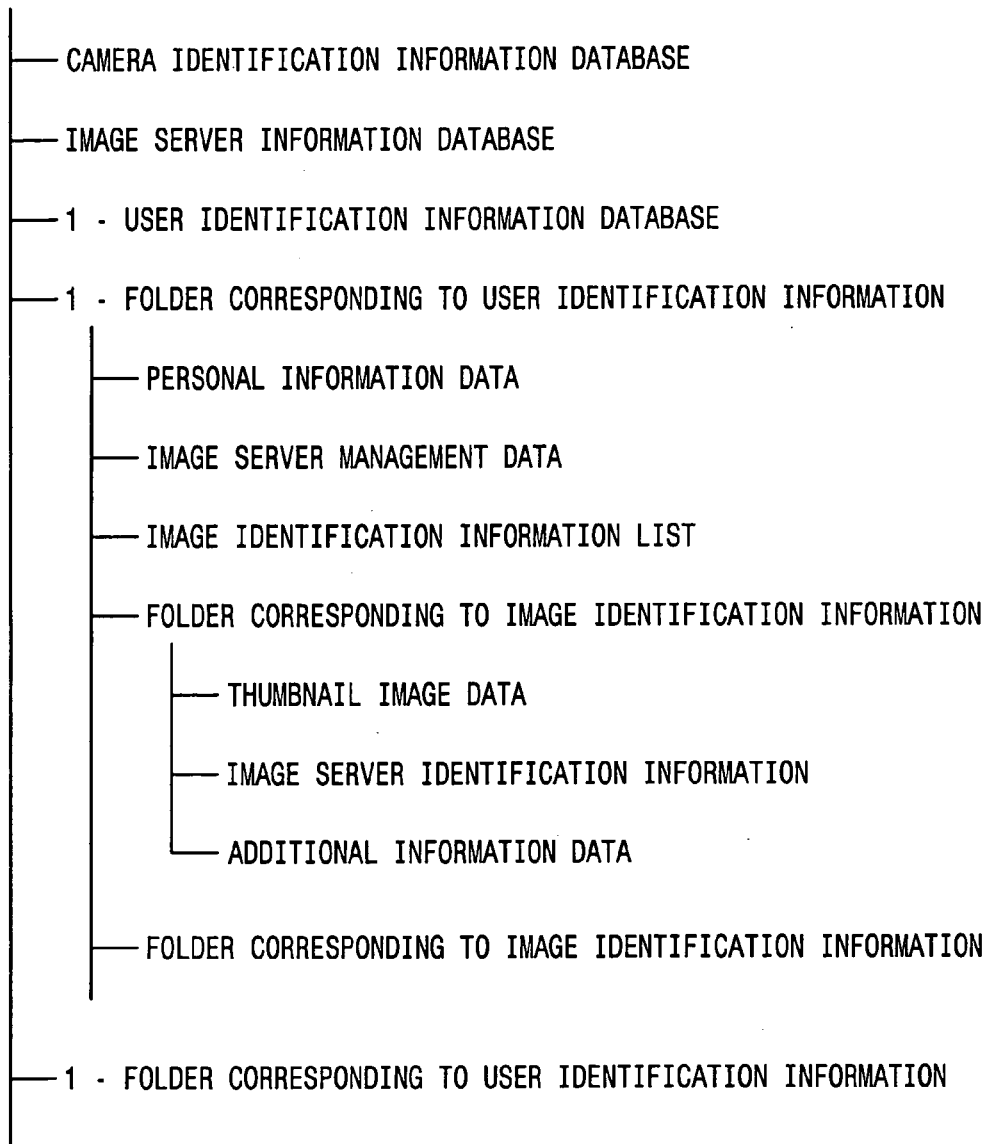 CAMERA IDENTIFICATION INFORMATION DATABASE
IMAGE SERVER INFORMATION DATABASE
1 - USER IDENTIFICATION INFORMATION DATABASE
1 - FOLDER CORRESPONDING TO USER IDENTIFICATION INFORMATION
PERSONAL INFORMATION DATA
IMAGE SERVER MANAGEMENT DATA
IMAGE IDENTIFICATION INFORMATION LIST
FOLDER CORRESPONDING TO IMAGE IDENTIFICATION INFORMATION
THUMBNAIL IMAGE DATA
IMAGE SERVER IDENTIFICATION INFORMATION
ADDITIONAL INFORMATION DATA
FOLDER CORRESPONDING TO IMAGE IDENTIFICATION INFORMATION
1 - FOLDER CORRESPONDING TO USER IDENTIFICATION INFORMATION